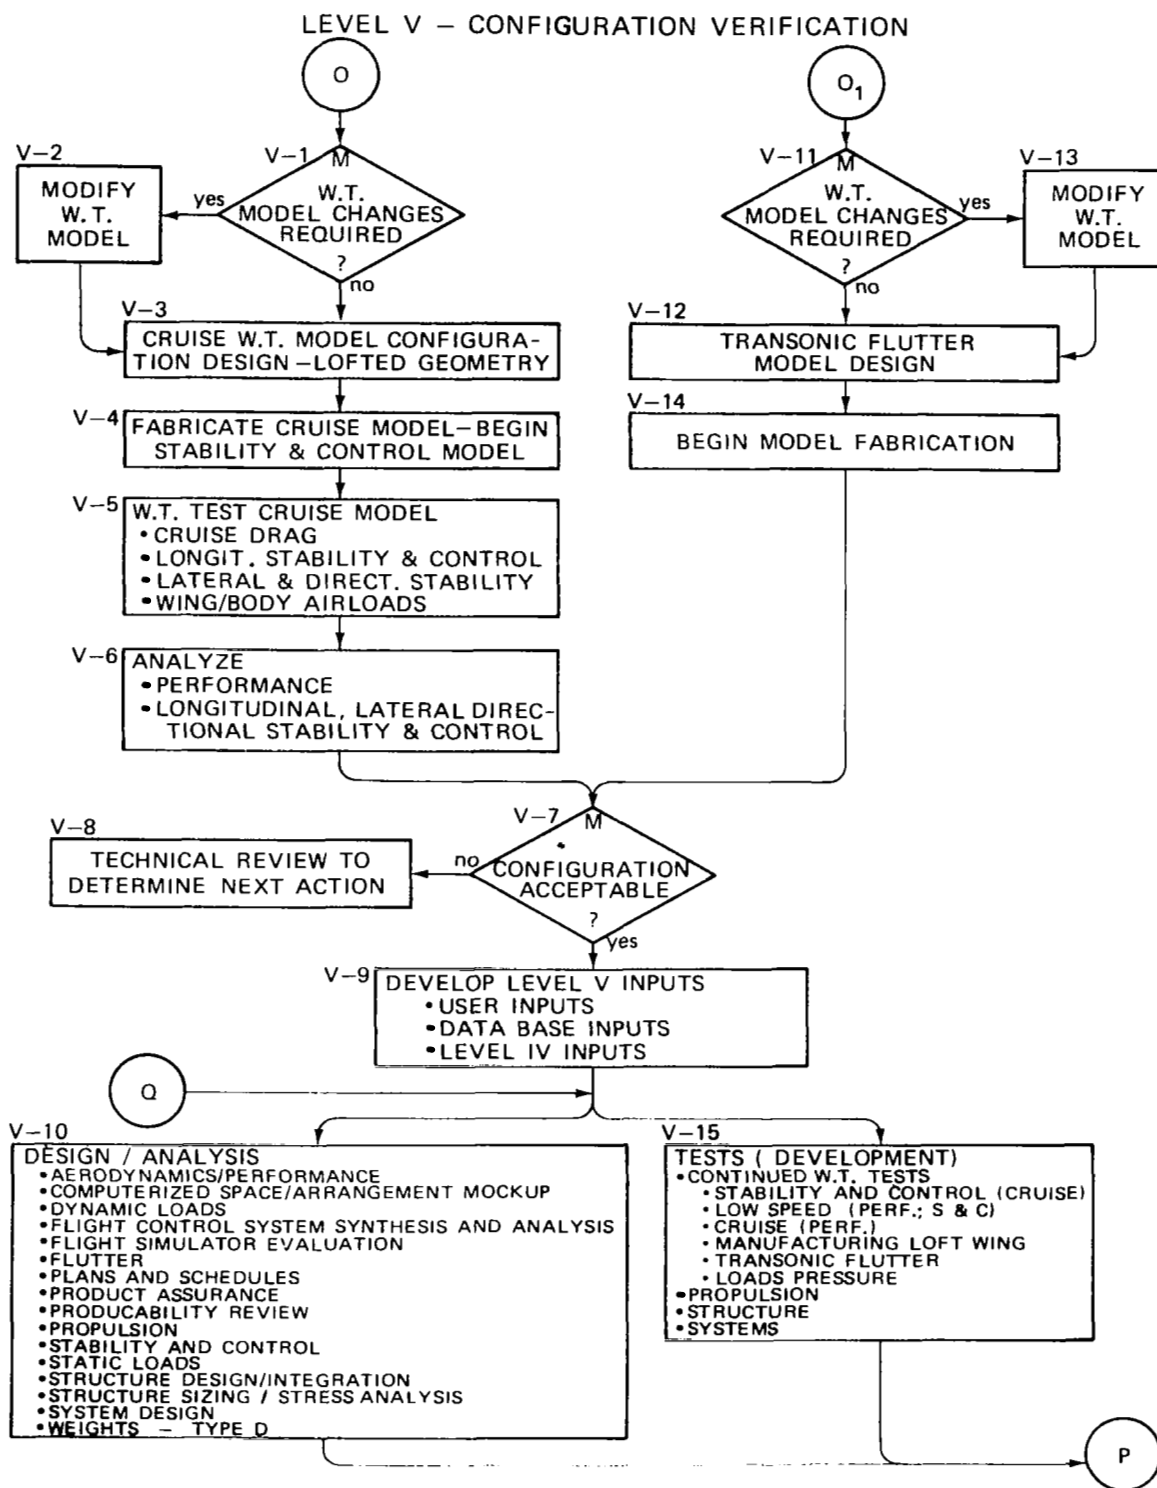 LEVEL V – CONFIGURATION VERIFICATION
O
O1
V–1
M
W.T.
MODEL CHANGES
REQUIRED
?
yes
no
V–2
MODIFY
W. T.
MODEL
V–11
M
W.T.
MODEL CHANGES
REQUIRED
?
yes
no
V–13
MODIFY
W.T.
MODEL
V–3
CRUISE W.T. MODEL CONFIGURA-
TION DESIGN – LOFTED GEOMETRY
V–12
TRANSONIC FLUTTER
MODEL DESIGN
V–4
FABRICATE CRUISE MODEL – BEGIN
STABILITY & CONTROL MODEL
V–14
BEGIN MODEL FABRICATION
V–5
W.T. TEST CRUISE MODEL
• CRUISE DRAG
• LONGIT. STABILITY & CONTROL
• LATERAL & DIRECT. STABILITY
• WING/BODY AIRLOADS
V–6
ANALYZE
• PERFORMANCE
• LONGITUDINAL, LATERAL DIREC-
TIONAL STABILITY & CONTROL
V–7
M
CONFIGURATION
ACCEPTABLE
?
no
yes
V–8
TECHNICAL REVIEW TO
DETERMINE NEXT ACTION
V–9
DEVELOP LEVEL V INPUTS
• USER INPUTS
• DATA BASE INPUTS
• LEVEL IV INPUTS
Q
V–10
DESIGN / ANALYSIS
• AERODYNAMICS/PERFORMANCE
• COMPUTERIZED SPACE/ARRANGEMENT MOCKUP
• DYNAMIC LOADS
• FLIGHT CONTROL SYSTEM SYNTHESIS AND ANALYSIS
• FLIGHT SIMULATOR EVALUATION
• FLUTTER
• PLANS AND SCHEDULES
• PRODUCT ASSURANCE
• PRODUCABILITY REVIEW
• PROPULSION
• STABILITY AND CONTROL
• STATIC LOADS
• STRUCTURE DESIGN/INTEGRATION
• STRUCTURE SIZING / STRESS ANALYSIS
• SYSTEM DESIGN
• WEIGHTS – TYPE D
V–15
TESTS ( DEVELOPMENT)
• CONTINUED W.T. TESTS
• STABILITY AND CONTROL (CRUISE)
• LOW SPEED (PERF.; S & C)
• CRUISE (PERF.)
• MANUFACTURING LOFT WING
• TRANSONIC FLUTTER
• LOADS PRESSURE
• PROPULSION
• STRUCTURE
• SYSTEMS
P